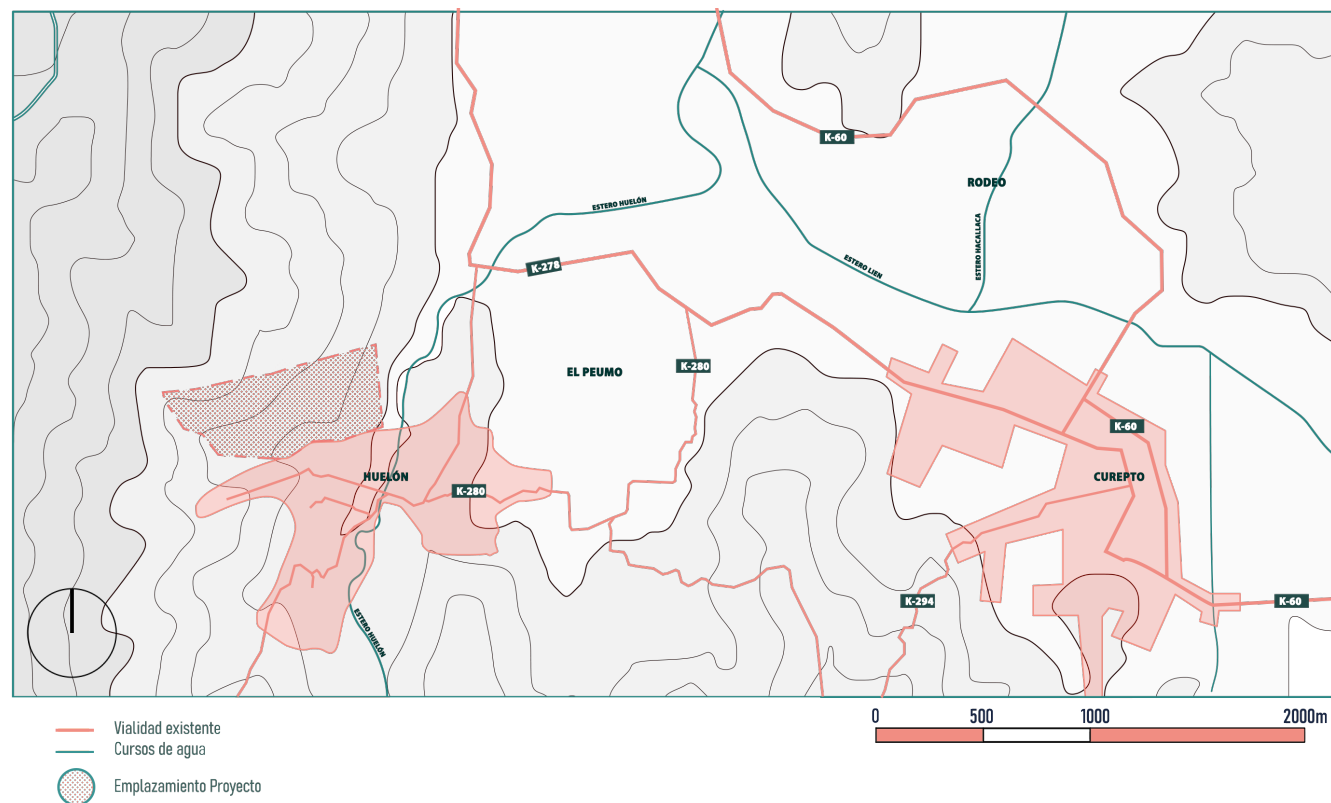 K-60
RODEO
ESTERO HUELÓN
ESTERO HACALLACA
ESTERO LIEN
K-278
EL PEUMO
K-280
K-60
HUELÓN
K-280
CUREPTO
K-294
K-60
ESTERO HUELÓN
0 500 1000 2000m
Vialidad existente
Cursos de agua
Emplazamiento Proyecto